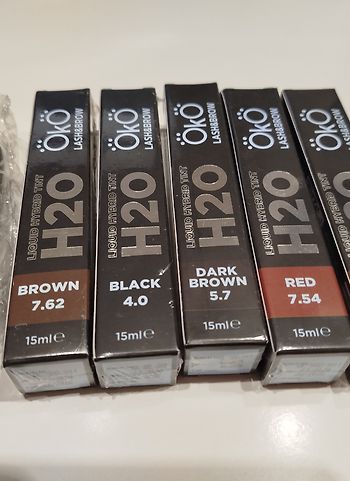 ÖkÖ
LASH&BROW
H2O
LIQUID HYBRID TINT
BROWN
7.62
15ml e
ÖkÖ
LASH&BROW
H2O
LIQUID HYBRID TINT
BLACK
4.0
15ml e
ÖkÖ
LASH&BROW
H2O
LIQUID HYBRID TINT
DARK
BROWN
5.7
15ml e
ÖkÖ
LASH&BROW
H2O
LIQUID HYBRID TINT
RED
7.54
15ml e